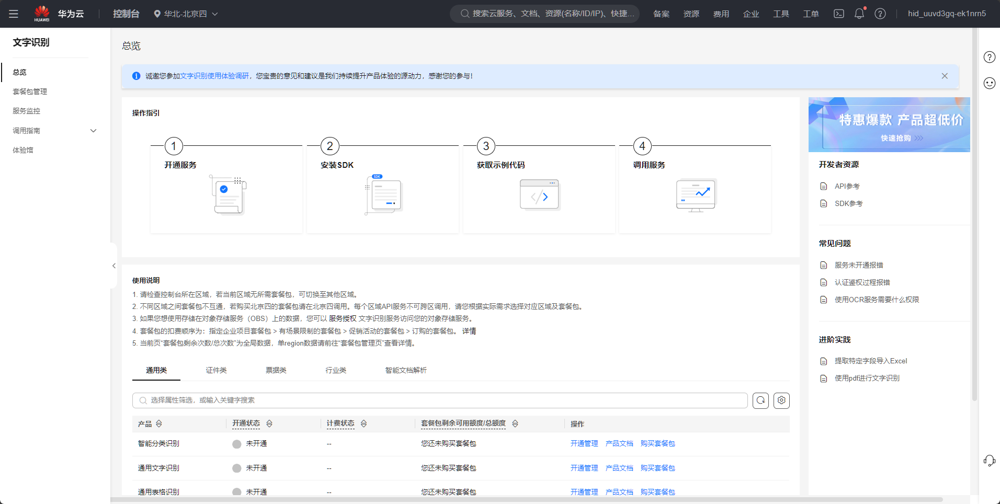 HUAWEI
华为云
控制台
华北-北京四
搜索云服务、文档、资源(名称/ID/IP)、快捷...
备案
资源
费用
企业
工具
工单
hid_uuvd3gq-ek1nrn5
文字识别
总览
套餐包管理
服务监控
调用指南
体验馆
总览
诚邀您参加文字识别使用体验调研，您宝贵的意见和建议是我们持续提升产品体验的源动力，感谢您的参与！
操作指引
1
开通服务
2
安装SDK
SDK
3
获取示例代码
4
调用服务
使用说明
1. 请检查控制台所在区域，若当前区域无所需套餐包，可切换至其他区域。
2. 不同区域之间套餐包不互通，若购买北京四的套餐包请在北京四调用。每个区域API服务不可跨区调用，请您根据实际需求选择对应区域及套餐包。
3. 如果您想使用存储在对象存储服务（OBS）上的数据，您可以 服务授权 文字识别服务访问您的对象存储服务。
4. 套餐包的扣费顺序为：指定企业项目套餐包 > 有场景限制的套餐包 > 促销活动的套餐包 > 订购的套餐包。 详情
5. 当前页“套餐包剩余次数/总次数”为全局数据，单region数据请前往“套餐包管理页”查看详情。
通用类
证件类
票据类
行业类
智能文档解析
选择属性筛选，或输入关键字搜索
产品
开通状态
计费状态
套餐包剩余可用额度/总额度
操作
智能分类识别 未开通 -- 您还未购买套餐包 开通管理 产品文档 购买套餐包
通用文字识别 未开通 -- 您还未购买套餐包 开通管理 产品文档 购买套餐包
通用表格识别 未开通 -- 您还未购买套餐包 开通管理 产品文档 购买套餐包
特惠爆款 产品超低价
快速抢购 >>>
开发者资源
API参考
SDK参考
常见问题
服务未开通报错
认证鉴权过程报错
使用OCR服务需要什么权限
进阶实践
提取特定字段导入Excel
使用pdf进行文字识别